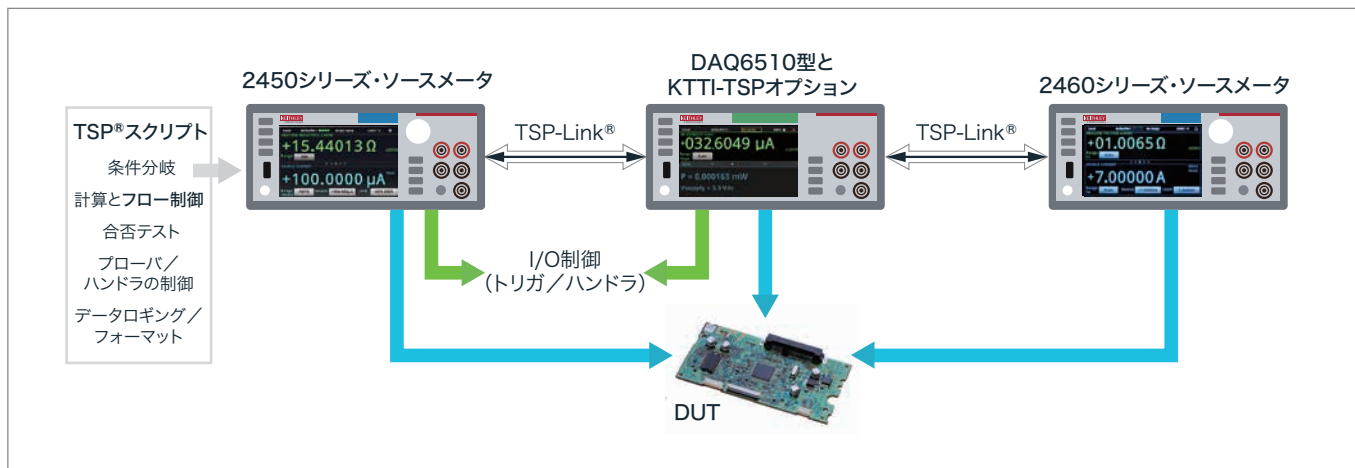 2450シリーズ・ソースメータ
DAQ6510型と
KTTI-TSPオプション
2460シリーズ・ソースメータ
TSP®スクリプト
条件分岐
計算とフロー制御
合否テスト
プローバ／
ハンドラの制御
データロギング／
フォーマット
KEITHLEY
+15.44013 Ω
+100.0000 µA
TSP-Link®
KEITHLEY
+032.6049 µA
P = 0.000163 mW
TSP-Link®
KEITHLEY
+01.0065 Ω
+7.00000 A
I/O制御
（トリガ／ハンドラ）
DUT